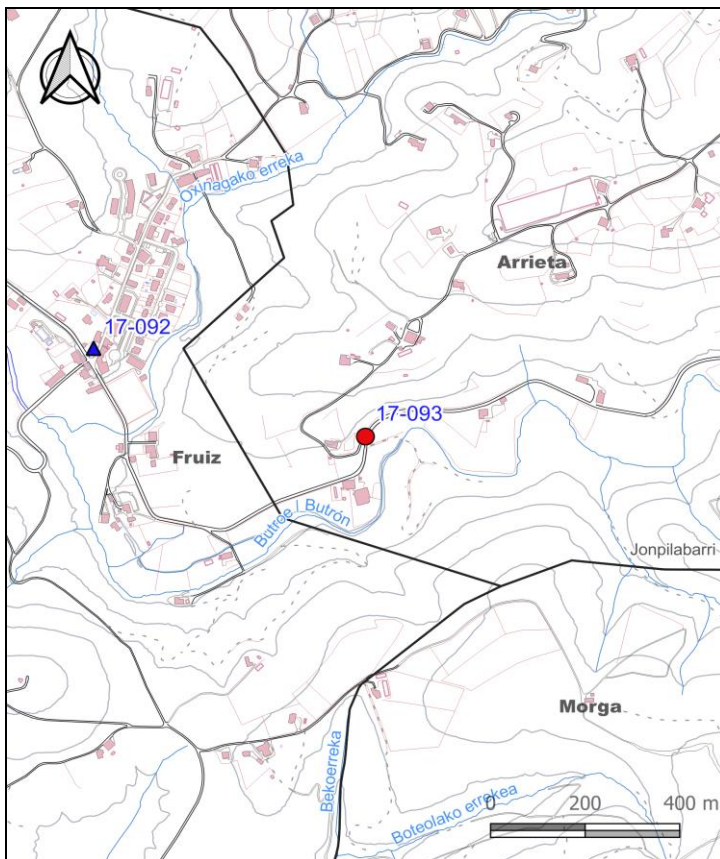 Oxinagako erreka
Arrieta
17-092
17-093
Fruiz
Butroe / Butrón
Jonpilabarri
Morga
Bekoerreka
Boteolako errekea
0 200 400 m